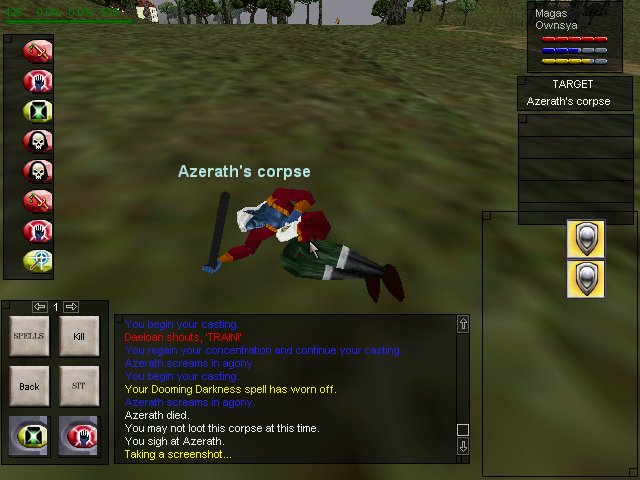 Magas
Ownsya
TARGET
Azerath's corpse
Azerath's corpse
1
SPELLS
Kill
Back
SIT
You begin your casting.
Daeloan shouts, 'TRAIN!'
You regain your concentration and continue your casting.
Azerath screams in agony.
You begin your casting.
Your Dooming Darkness spell has worn off.
Azerath screams in agony.
Azerath died.
You may not loot this corpse at this time.
You sigh at Azerath.
Taking a screenshot...